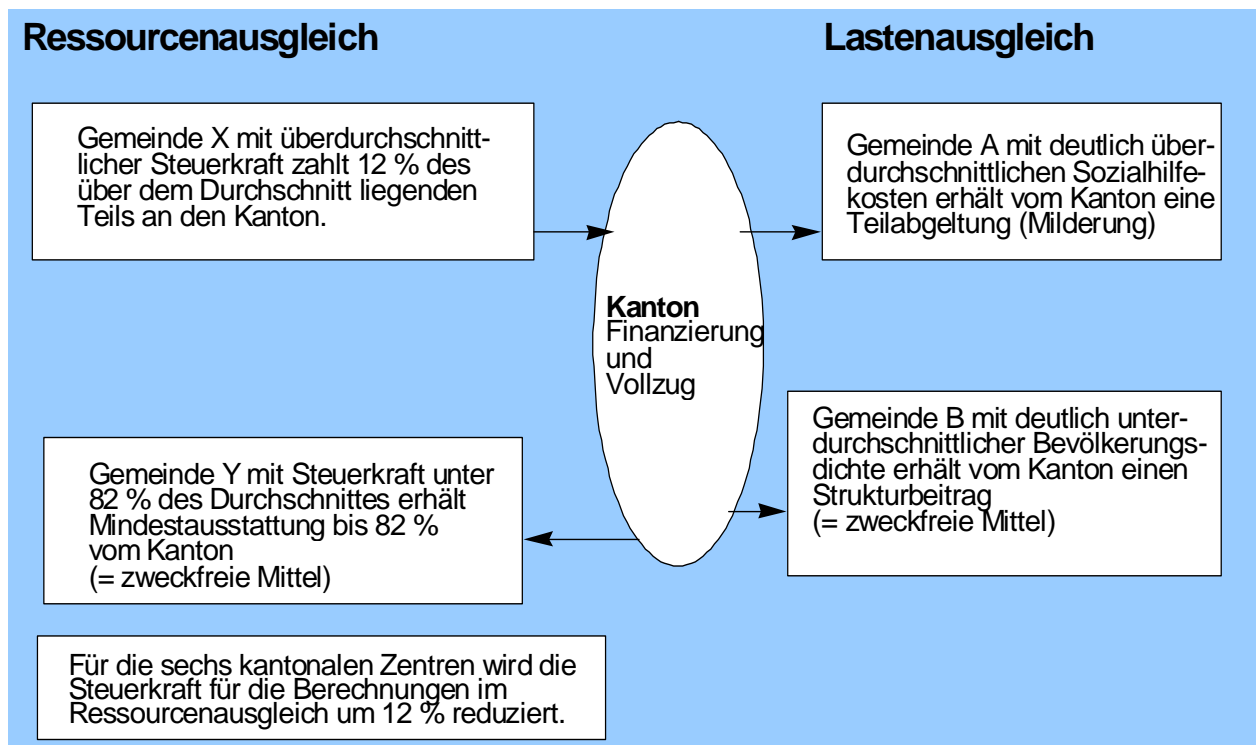 Ressourcenausgleich
Gemeinde X mit überdurchschnitt-
licher Steuerkraft zahlt 12 % des
über dem Durchschnitt liegenden
Teils an den Kanton.
Gemeinde Y mit Steuerkraft unter
82 % des Durchschnittes erhält
Mindestausstattung bis 82 %
vom Kanton
(= zweckfreie Mittel)
Für die sechs kantonalen Zentren wird die
Steuerkraft für die Berechnungen im
Ressourcenausgleich um 12 % reduziert.
Kanton
Finanzierung
und
Vollzug
Lastenausgleich
Gemeinde A mit deutlich über-
durchschnittlichen Sozialhilfe-
kosten erhält vom Kanton eine
Teilabgeltung (Milderung)
Gemeinde B mit deutlich unter-
durchschnittlicher Bevölkerungs-
dichte erhält vom Kanton einen
Strukturbeitrag
(= zweckfreie Mittel)